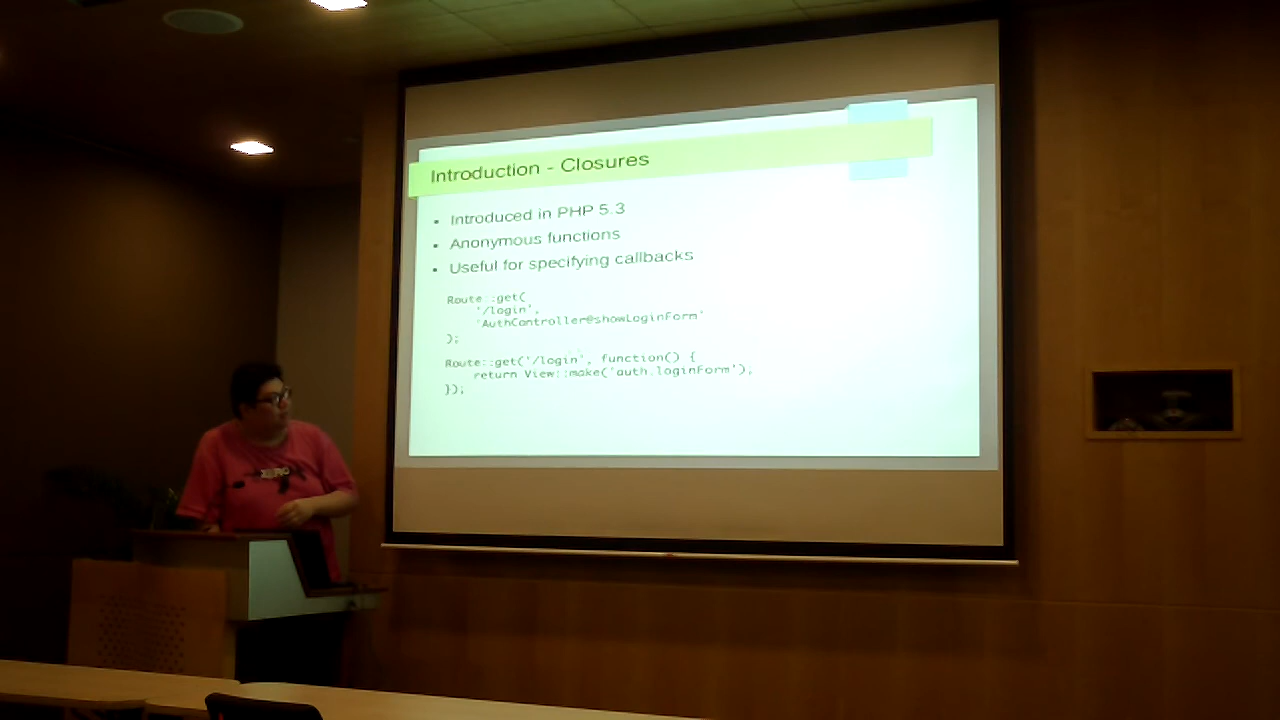 Introduction - Closures
Introduced in PHP 5.3
Anonymous functions
Useful for specifying callbacks
Route::get(
'/login',
'AuthController@showLoginForm'
);
Route::get('/login', function() {
return View::make('auth.loginForm');
});